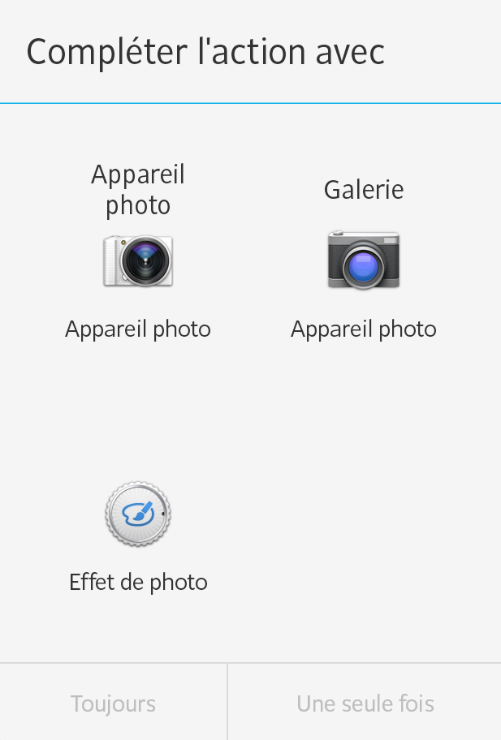 Compléter l'action avec
Appareil
photo
Galerie
Appareil photo
Appareil photo
Effet de photo
Toujours
Une seule fois